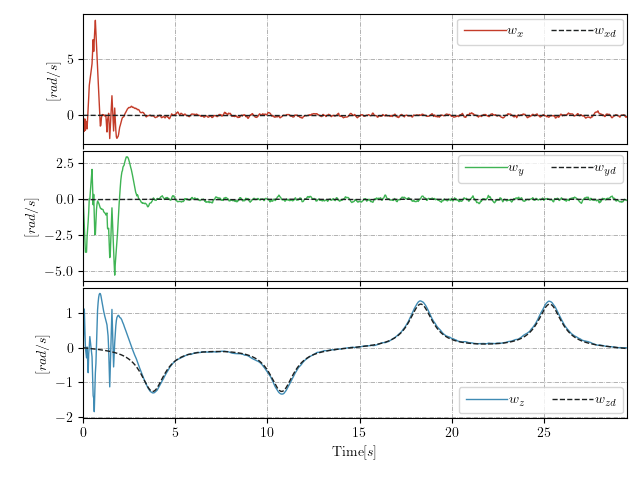 5
0
[rad/s]
w_x w_xd
2.5
0.0
−2.5
−5.0
[rad/s]
w_y w_yd
1
0
−1
−2
[rad/s]
w_z w_zd
0 5 10 15 20 25
Time[s]